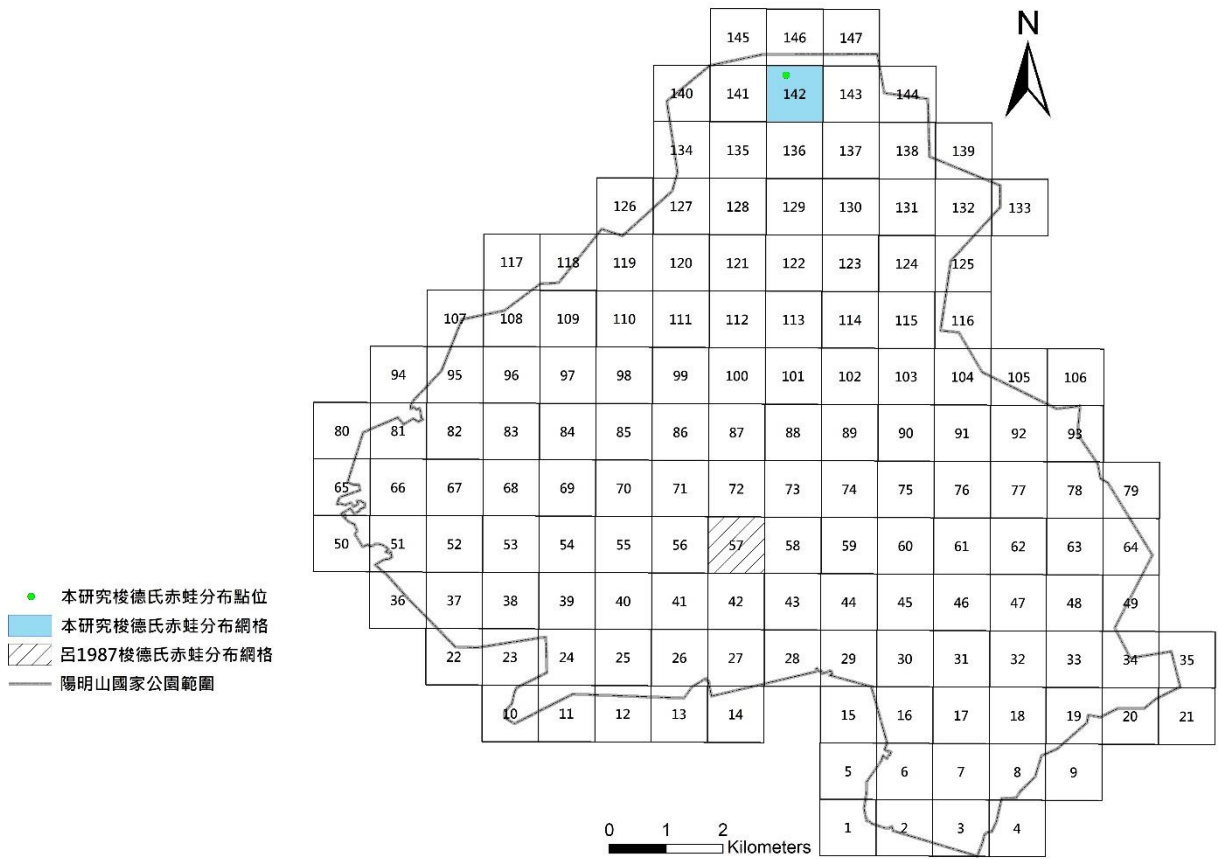 145 146 147
N
140 141 142 143 144
134 135 136 137 138 139
126 127 128 129 130 131 132 133
117 118 119 120 121 122 123 124 125
107 108 109 110 111 112 113 114 115 116
94 95 96 97 98 99 100 101 102 103 104 105 106
80 81 82 83 84 85 86 87 88 89 90 91 92 93
65 66 67 68 69 70 71 72 73 74 75 76 77 78 79
50 51 52 53 54 55 56 57 58 59 60 61 62 63 64
36 37 38 39 40 41 42 43 44 45 46 47 48 49
22 23 24 25 26 27 28 29 30 31 32 33 34 35
10 11 12 13 14 15 16 17 18 19 20 21
5 6 7 8 9
1 2 3 4
本研究梭德氏赤蛙分布點位
本研究梭德氏赤蛙分布網格
呂1987梭德氏赤蛙分布網格
陽明山國家公園範圍
0 1 2
Kilometers